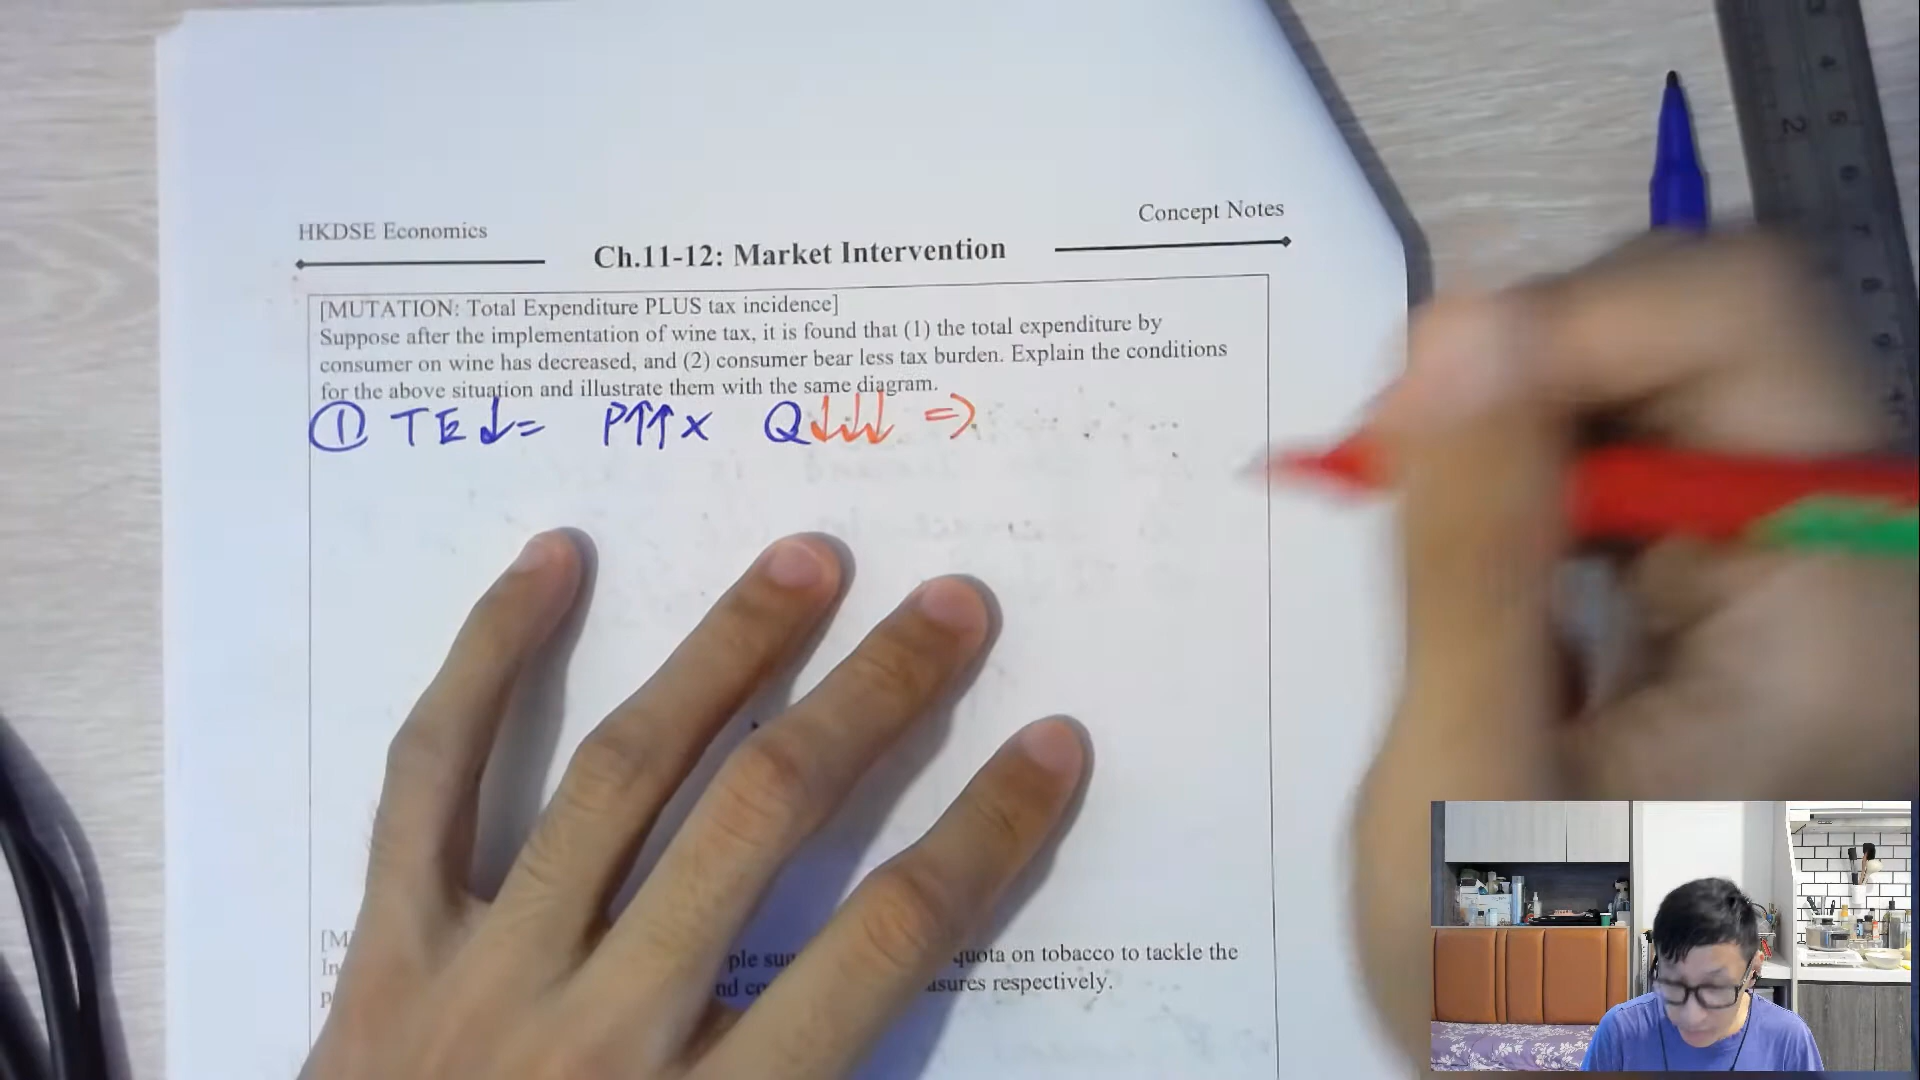 HKDSE Economics
Concept Notes
Ch.11-12: Market Intervention
[MUTATION: Total Expenditure PLUS tax incidence]
Suppose after the implementation of wine tax, it is found that (1) the total expenditure by
consumer on wine has decreased, and (2) consumer bear less tax burden. Explain the conditions
for the above situation and illustrate them with the same diagram.
① TE↓= P↑↑ x Q↓↓↓ =>
[M
In quota on tobacco to tackle the
respectively.